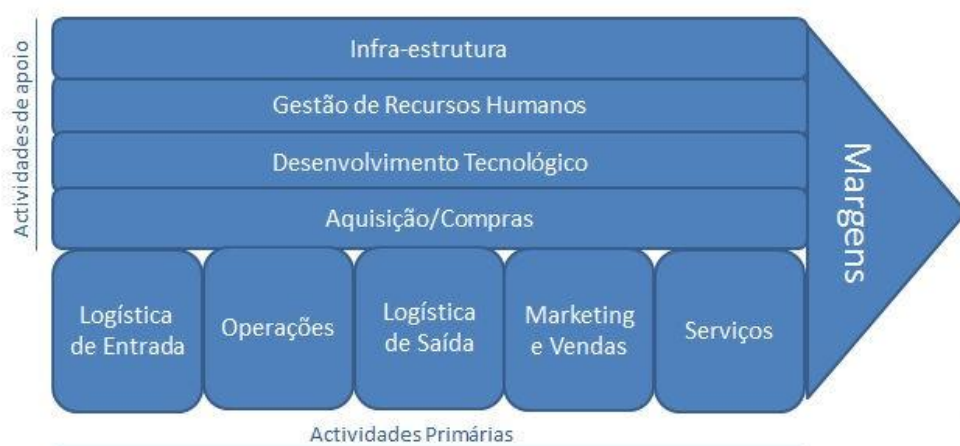 Actividades de apoio
Infra-estrutura
Gestão de Recursos Humanos
Desenvolvimento Tecnológico
Aquisição/Compras
Margens
Logística
de Entrada
Operações
Logística
de Saída
Marketing
e Vendas
Serviços
Actividades Primárias